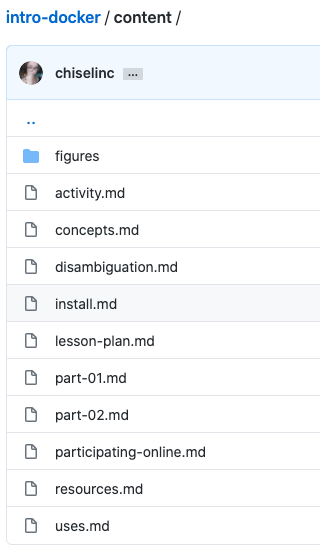 intro-docker / content /
chiselinc ...
..
figures
activity.md
concepts.md
disambiguation.md
install.md
lesson-plan.md
part-01.md
part-02.md
participating-online.md
resources.md
uses.md